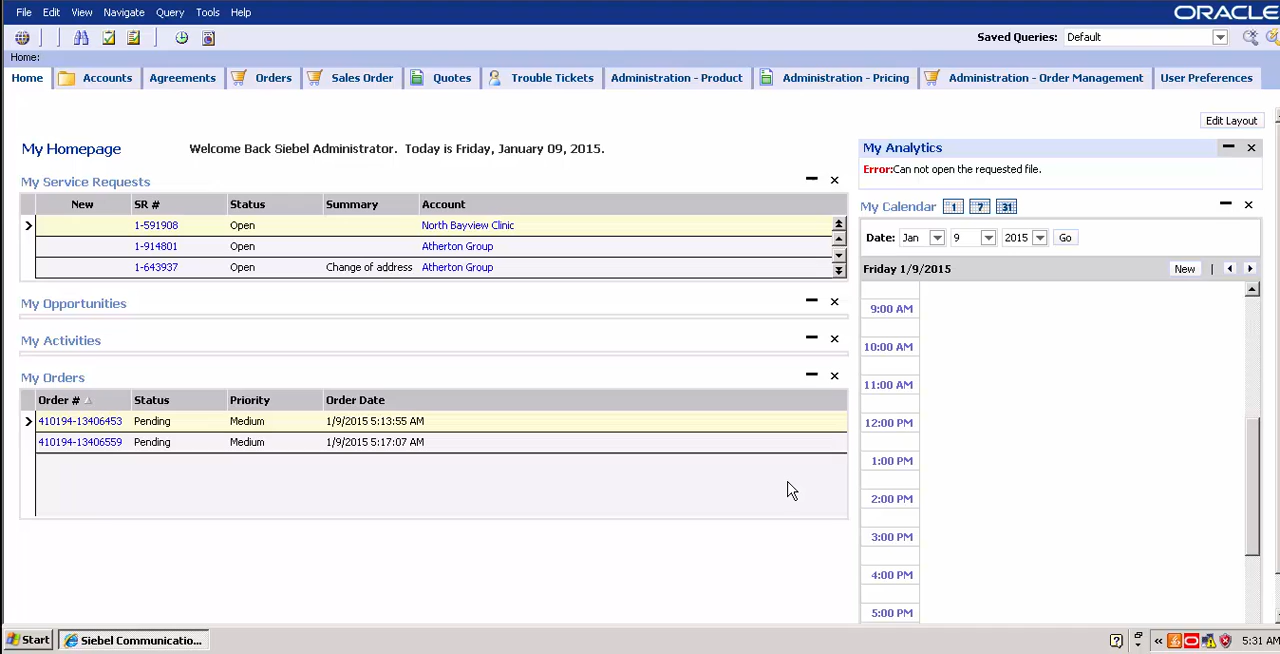 File Edit View Navigate Query Tools Help
ORACLE
Saved Queries: Default
Home:
Home Accounts Agreements Orders Sales Order Quotes Trouble Tickets Administration - Product Administration - Pricing Administration - Order Management User Preferences
Edit Layout
My Homepage Welcome Back Siebel Administrator. Today is Friday, January 09, 2015.
My Service Requests
New SR # Status Summary Account
1-591908 Open North Bayview Clinic
1-914801 Open Atherton Group
1-643937 Open Change of address Atherton Group
My Opportunities
My Activities
My Orders
Order # Status Priority Order Date
410194-13406453 Pending Medium 1/9/2015 5:13:55 AM
410194-13406559 Pending Medium 1/9/2015 5:17:07 AM
My Analytics
Error:Can not open the requested file.
My Calendar 1 7 31
Date: Jan 9 2015 Go
Friday 1/9/2015 New |
9:00 AM
10:00 AM
11:00 AM
12:00 PM
1:00 PM
2:00 PM
3:00 PM
4:00 PM
5:00 PM
Start Siebel Communicatio... « 5:31 AM